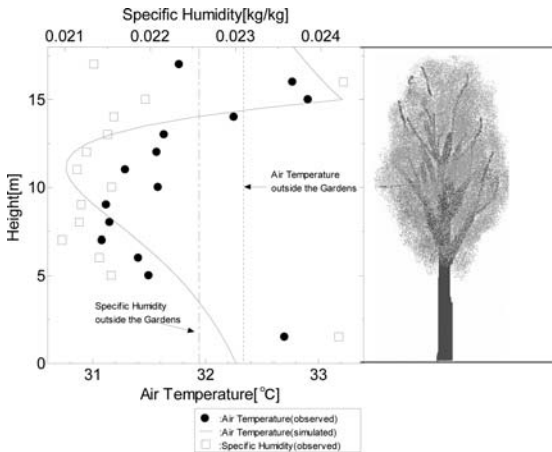 Specific Humidity[kg/kg]
0.021 0.022 0.023 0.024
15
10
5
0
Height[m]
Air Temperature
outside the Gardens
Specific Humidity
outside the Gardens
31 32 33
Air Temperature[°C]
:Air Temperature(observed)
:Air Temperature(simulated)
:Specific Humidity(observed)